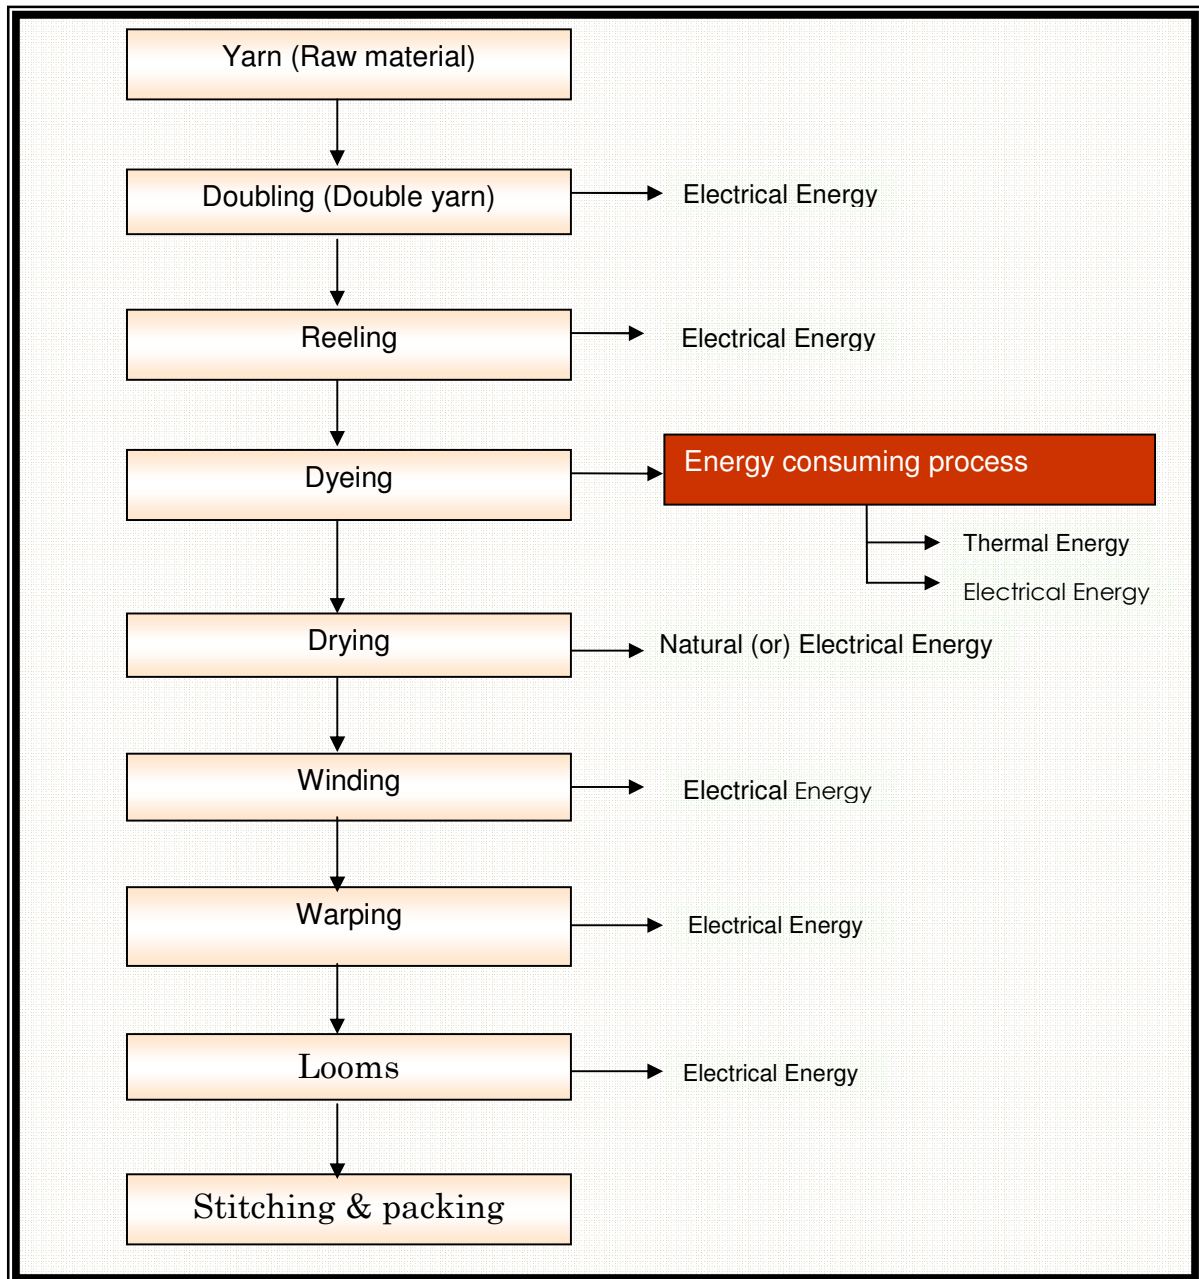 Yarn (Raw material)
Doubling (Double yarn)
Electrical Energy
Reeling
Electrical Energy
Dyeing
Energy consuming process
Thermal Energy
Electrical Energy
Drying
Natural (or) Electrical Energy
Winding
Electrical Energy
Warping
Electrical Energy
Looms
Electrical Energy
Stitching & packing